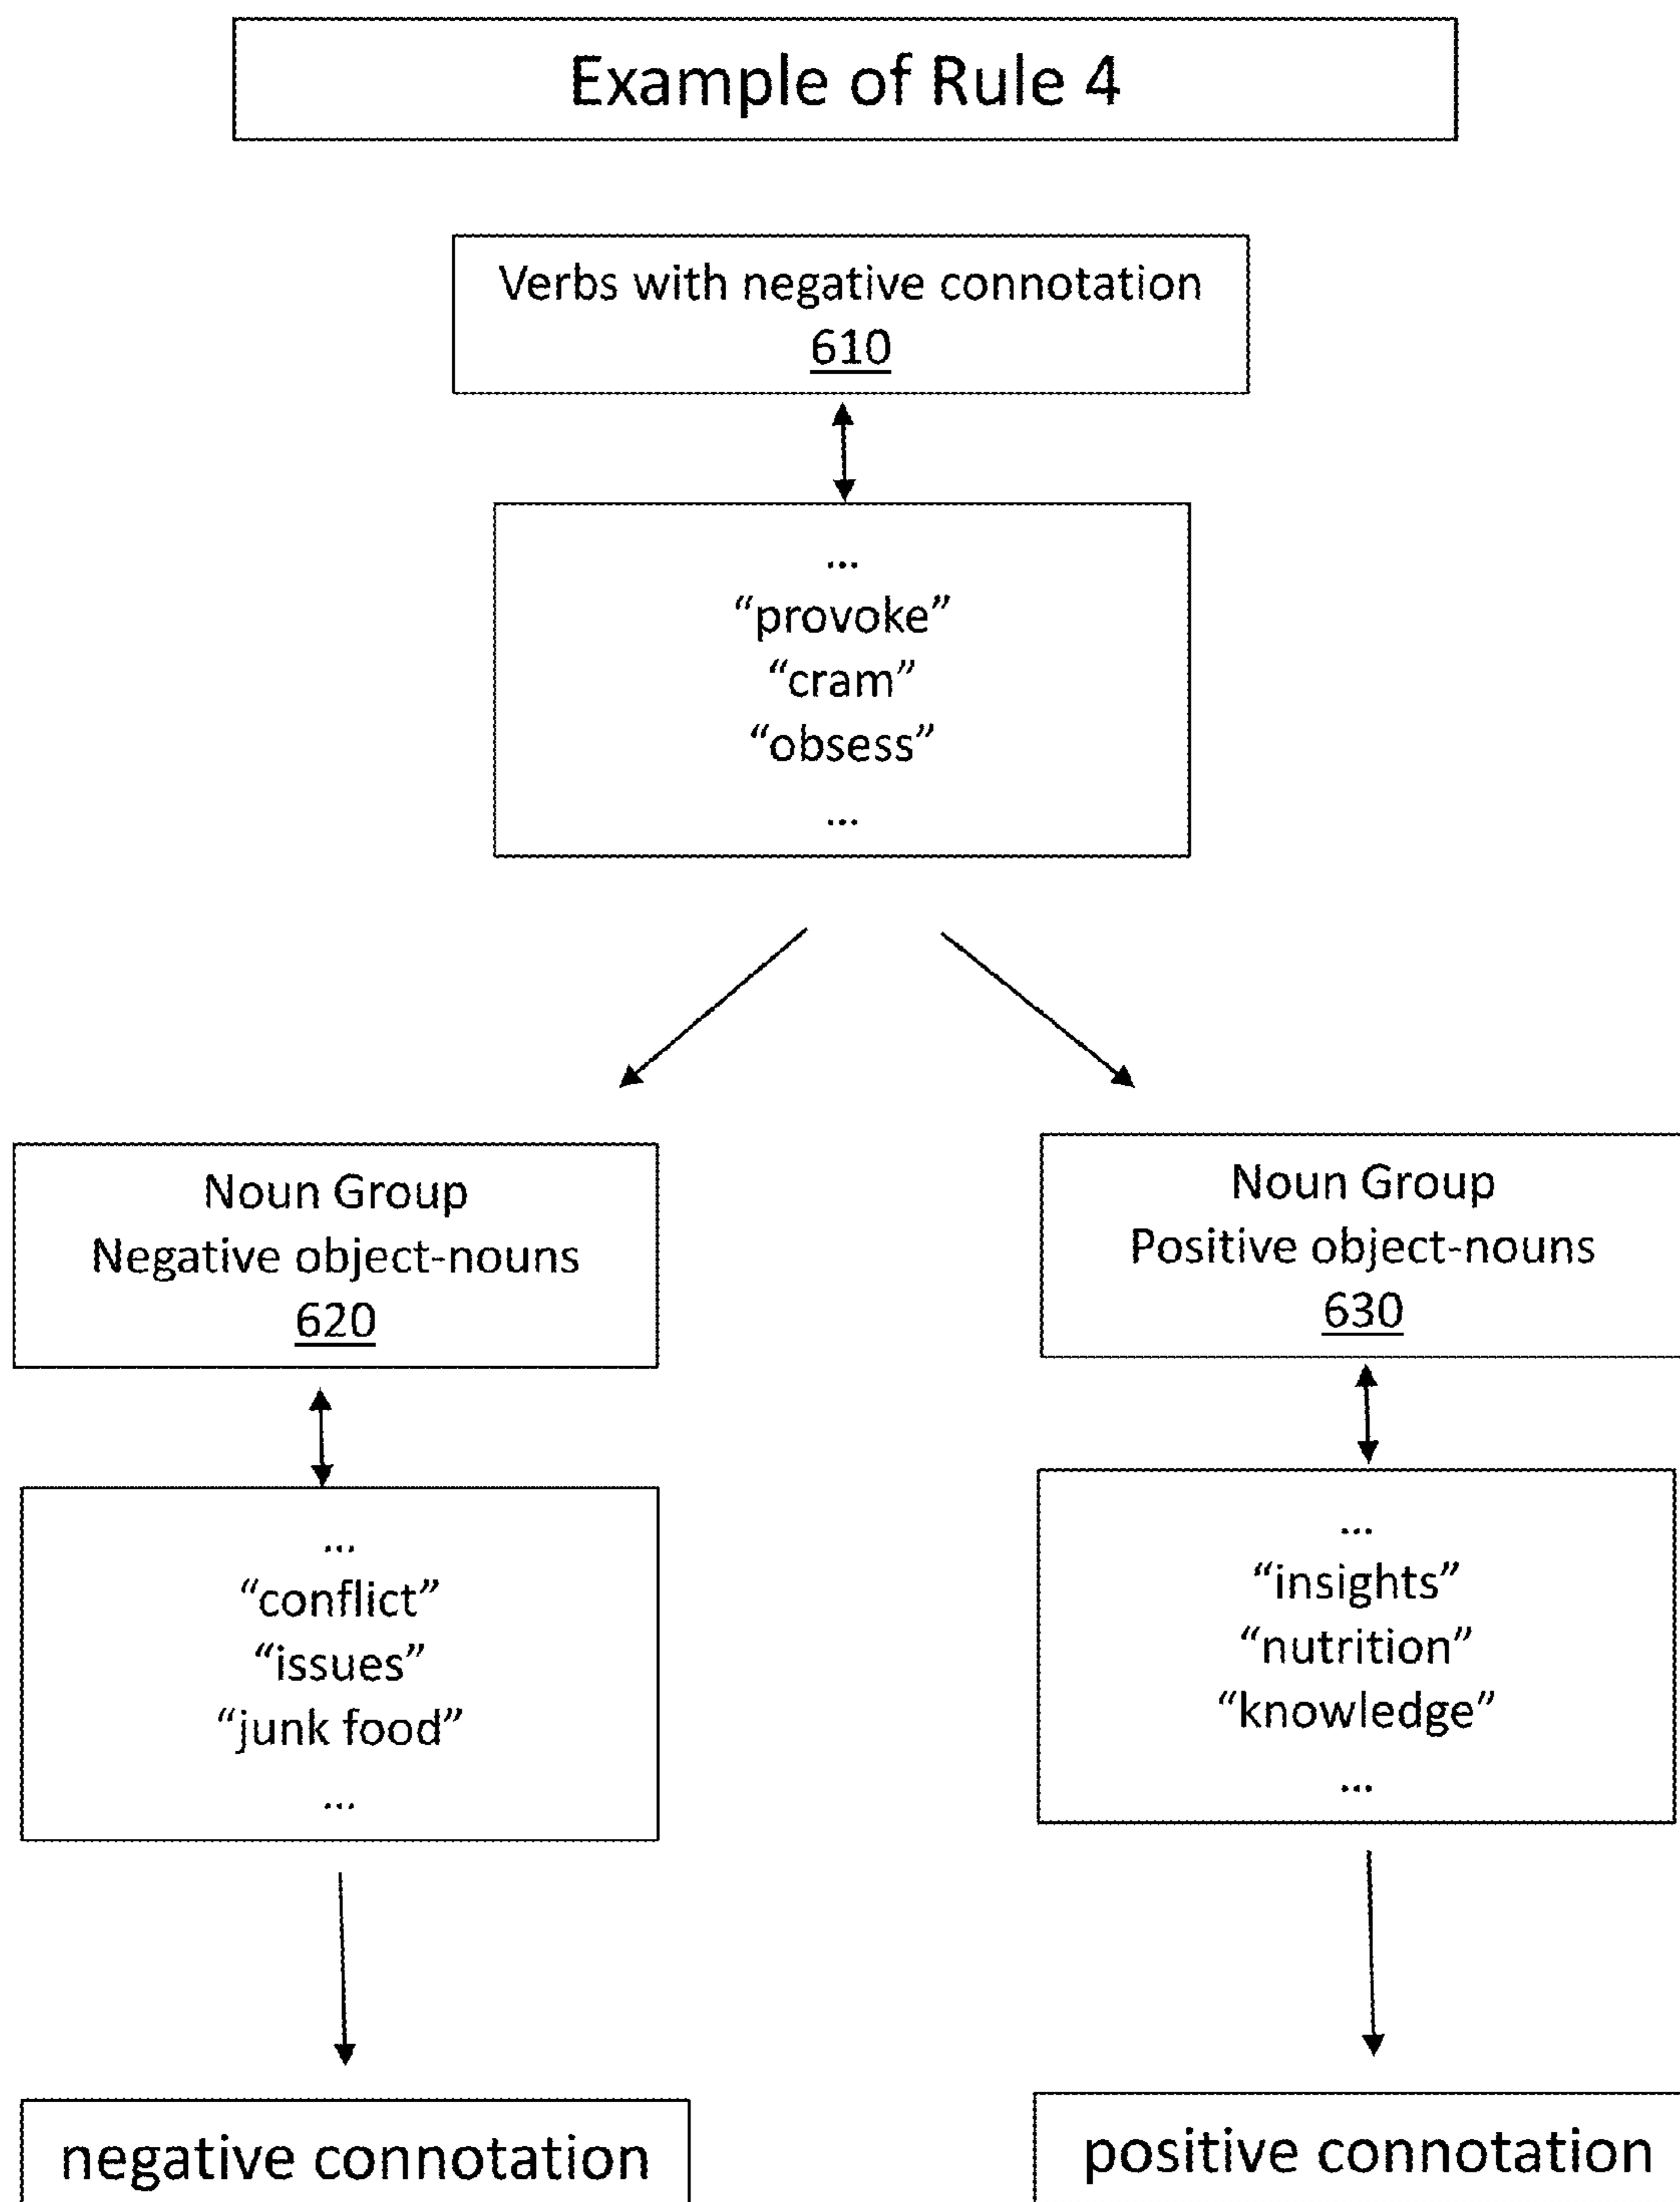 Example of Rule 4
Verbs with negative connotation
610
...
“provoke”
“cram”
“obsess”
...
Noun Group
Negative object-nouns
620
...
“conflict”
“issues”
“junk food”
...
negative connotation
Noun Group
Positive object-nouns
630
...
“insights”
“nutrition”
“knowledge”
...
positive connotation